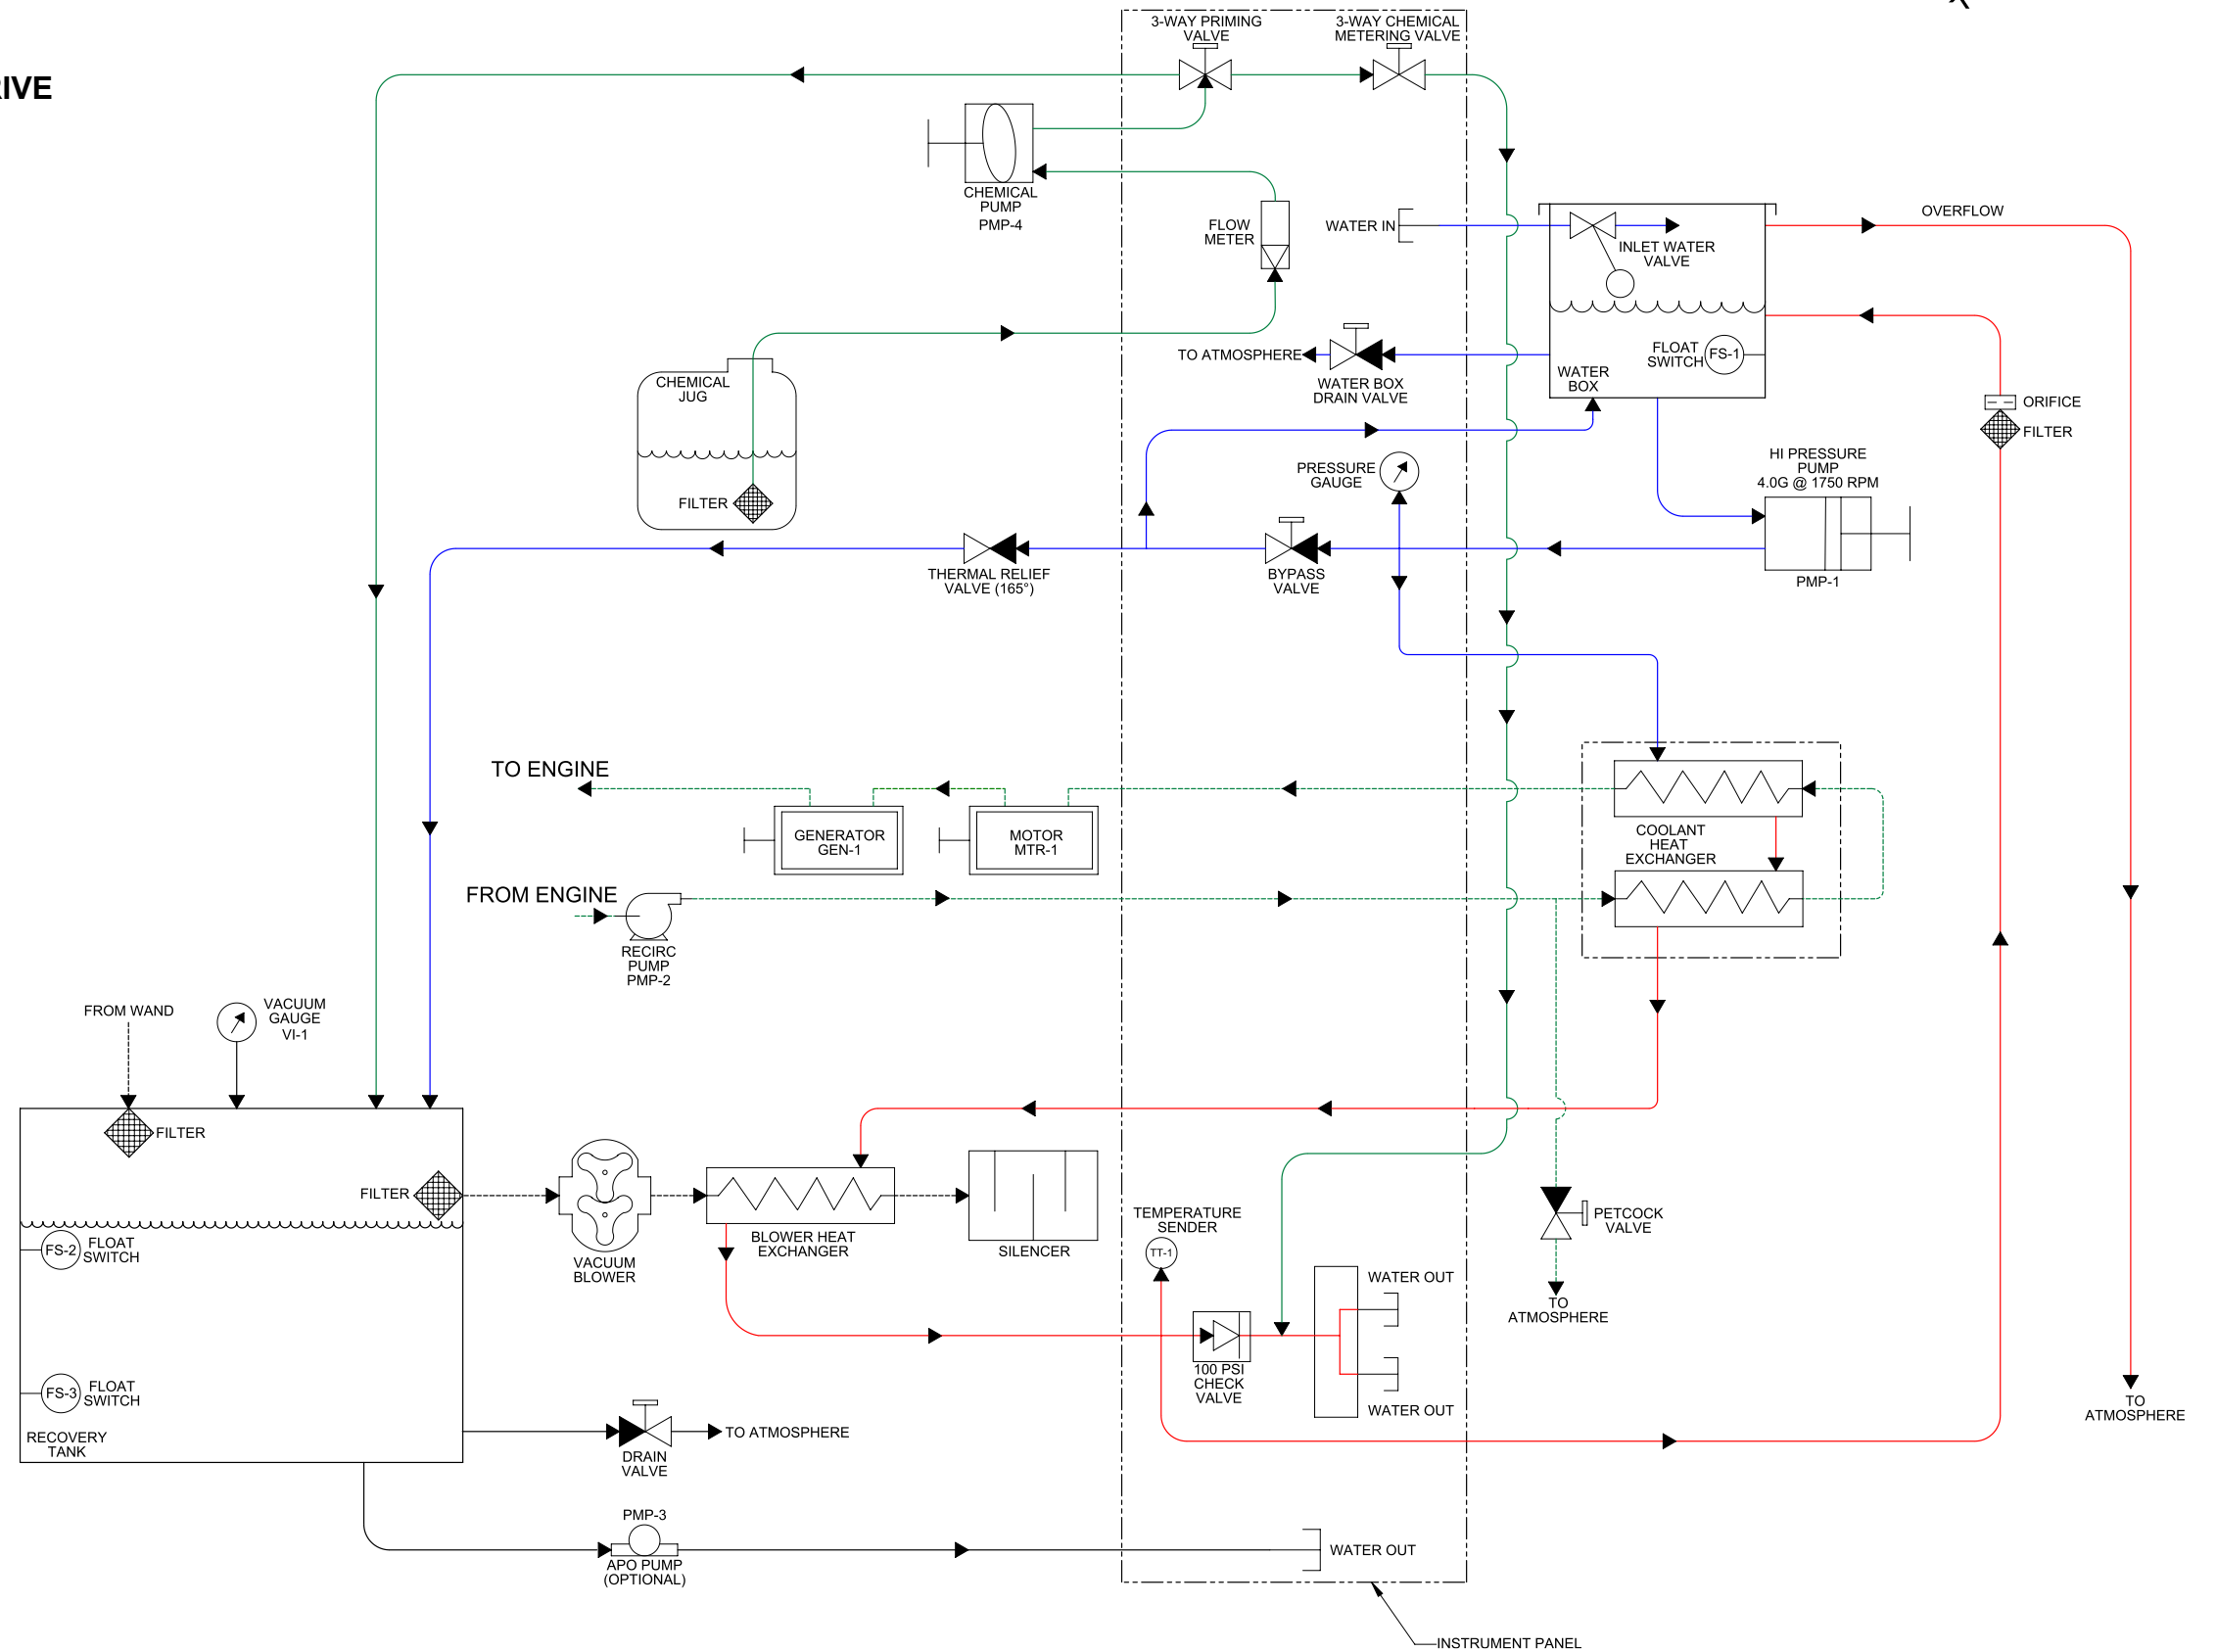 RIVE
3-WAY PRIMING
VALVE
3-WAY CHEMICAL
METERING VALVE
CHEMICAL
PUMP
PMP-4
FLOW
METER
WATER IN
INLET WATER
VALVE
OVERFLOW
TO ATMOSPHERE
WATER BOX
DRAIN VALVE
FLOAT
SWITCH
FS-1
WATER
BOX
CHEMICAL
JUG
FILTER
ORIFICE
FILTER
PRESSURE
GAUGE
HI PRESSURE
PUMP
4.0G @ 1750 RPM
PMP-1
THERMAL RELIEF
VALVE (165°)
BYPASS
VALVE
TO ENGINE
GENERATOR
GEN-1
MOTOR
MTR-1
COOLANT
HEAT
EXCHANGER
FROM ENGINE
RECIRC
PUMP
PMP-2
FROM WAND
VACUUM
GAUGE
VI-1
FILTER
FILTER
FS-2
FLOAT
SWITCH
VACUUM
BLOWER
BLOWER HEAT
EXCHANGER
SILENCER
TEMPERATURE
SENDER
TT-1
PETCOCK
VALVE
TO
ATMOSPHERE
WATER OUT
100 PSI
CHECK
VALVE
WATER OUT
FS-3
FLOAT
SWITCH
RECOVERY
TANK
DRAIN
VALVE
TO ATMOSPHERE
TO
ATMOSPHERE
PMP-3
APO PUMP
(OPTIONAL)
WATER OUT
INSTRUMENT PANEL